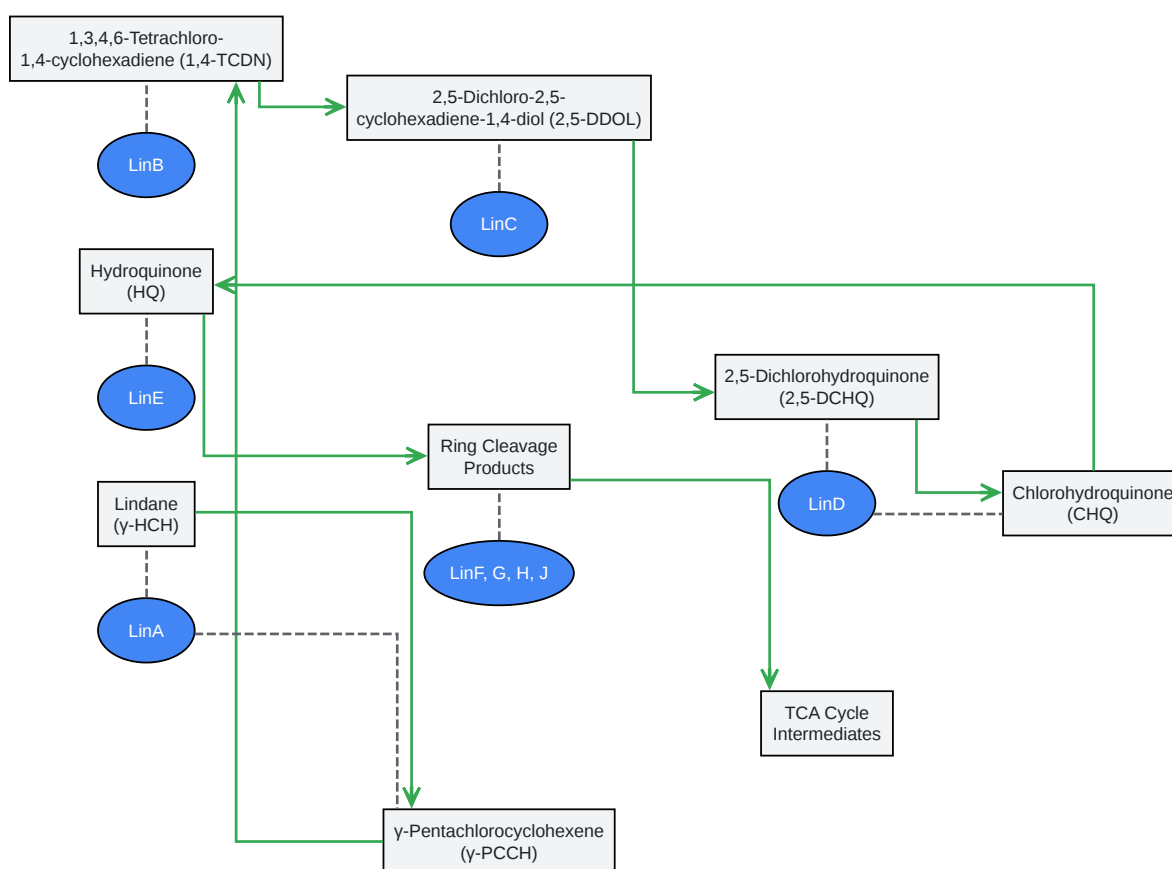 1,3,4,6-Tetrachloro-
1,4-cyclohexadiene (1,4-TCDN)
2,5-Dichloro-2,5-
cyclohexadiene-1,4-diol (2,5-DDOL)
LinB
LinC
Hydroquinone
(HQ)
2,5-Dichlorohydroquinone
(2,5-DCHQ)
LinE
Ring Cleavage
Products
Lindane
(γ-HCH)
LinD
Chlorohydroquinone
(CHQ)
LinF, G, H, J
LinA
TCA Cycle
Intermediates
γ-Pentachlorocyclohexene
(γ-PCCH)